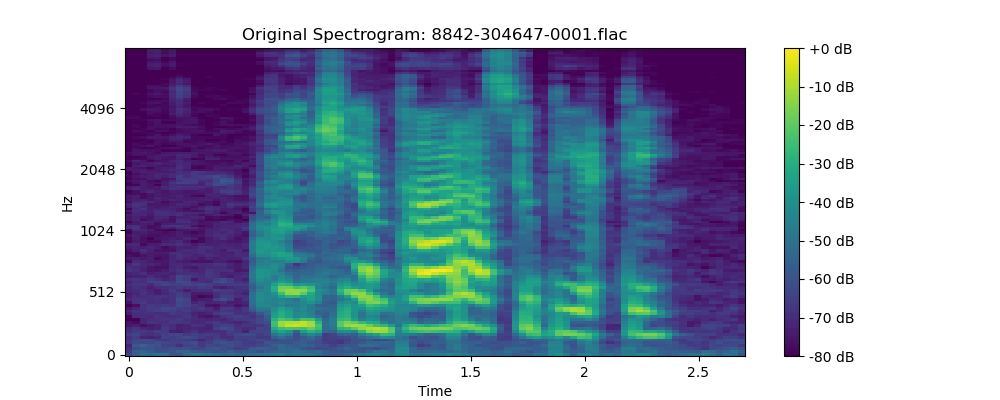 Original Spectrogram: 8842-304647-0001.flac
Hz
4096
2048
1024
512
0
0
0.5
1
1.5
2
2.5
Time
+0 dB
-10 dB
-20 dB
-30 dB
-40 dB
-50 dB
-60 dB
-70 dB
-80 dB